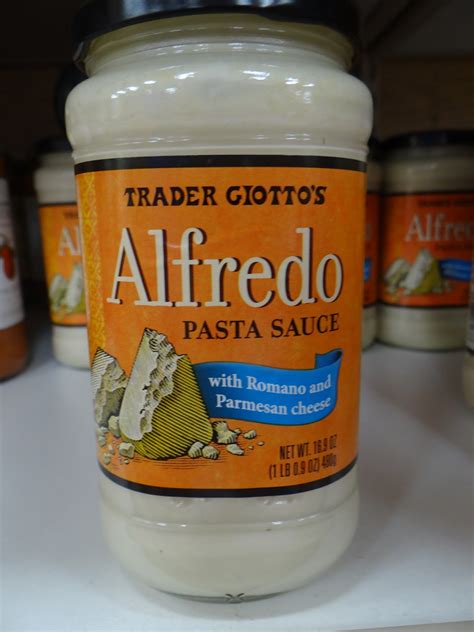 TRADER GIOTTO'S
Alfredo
PASTA SAUCE
with Romano and
Parmesan cheese
NET WT. 16.9 OZ
(1 LB 0.9 OZ) 480g